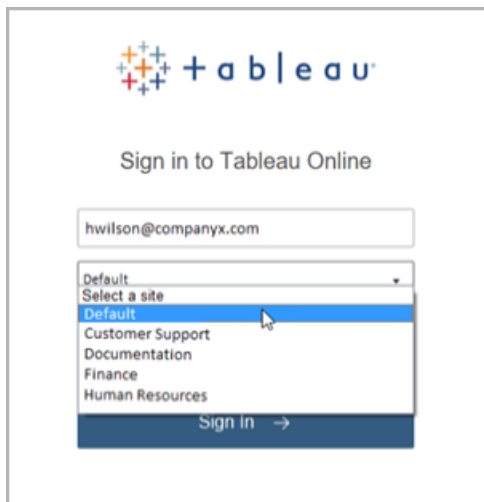 +ableau
Sign in to Tableau Online
hwilson@companyx.com
Default
Select a site
Default
Customer Support
Documentation
Finance
Human Resources
Sign In →